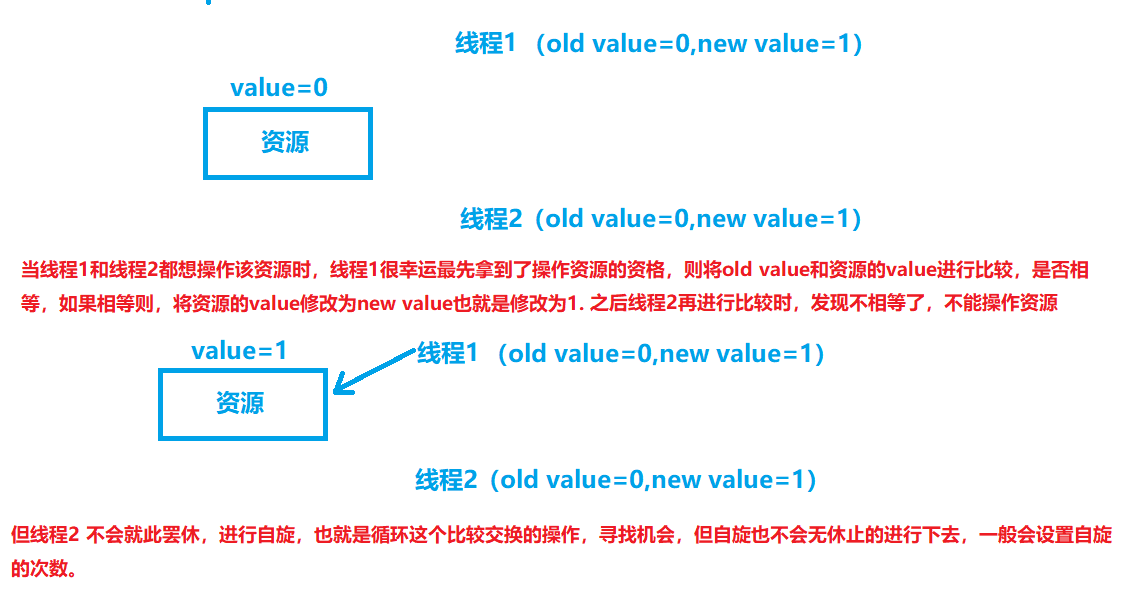 线程1 （old value=0,new value=1）
value=0
资源
线程2（old value=0,new value=1）
当线程1和线程2都想操作该资源时，线程1很幸运最先拿到了操作资源的资格，则将old value和资源的value进行比较，是否相
等，如果相等则，将资源的value修改为new value也就是修改为1. 之后线程2再进行比较时，发现不相等了，不能操作资源
value=1
线程1 （old value=0,new value=1）
资源
线程2（old value=0,new value=1）
但线程2 不会就此罢休，进行自旋，也就是循环这个比较交换的操作，寻找机会，但自旋也不会无休止的进行下去，一般会设置自旋
的次数。